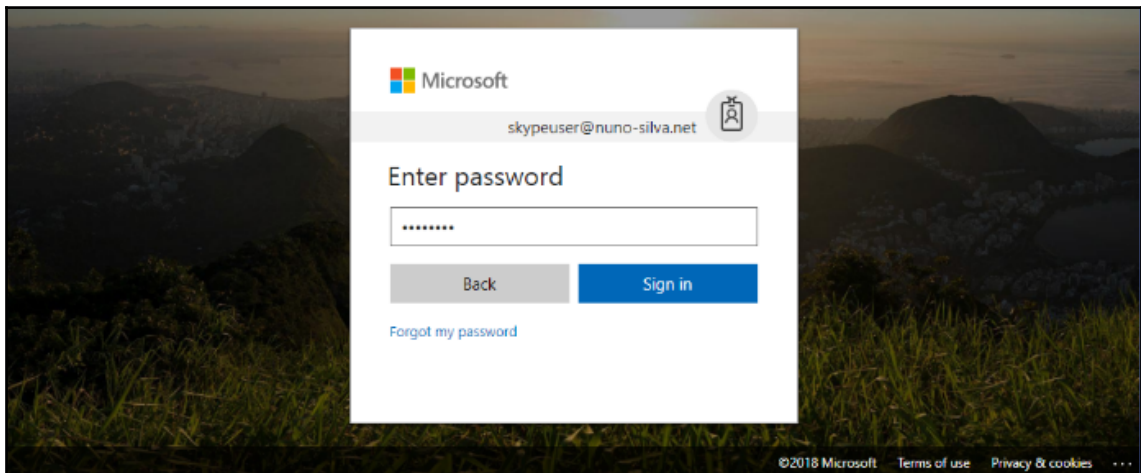 Microsoft
skypeuser@nuno-silva.net
Enter password
••••••••
Back Sign in
Forgot my password
©2018 Microsoft Terms of use Privacy & cookies ...